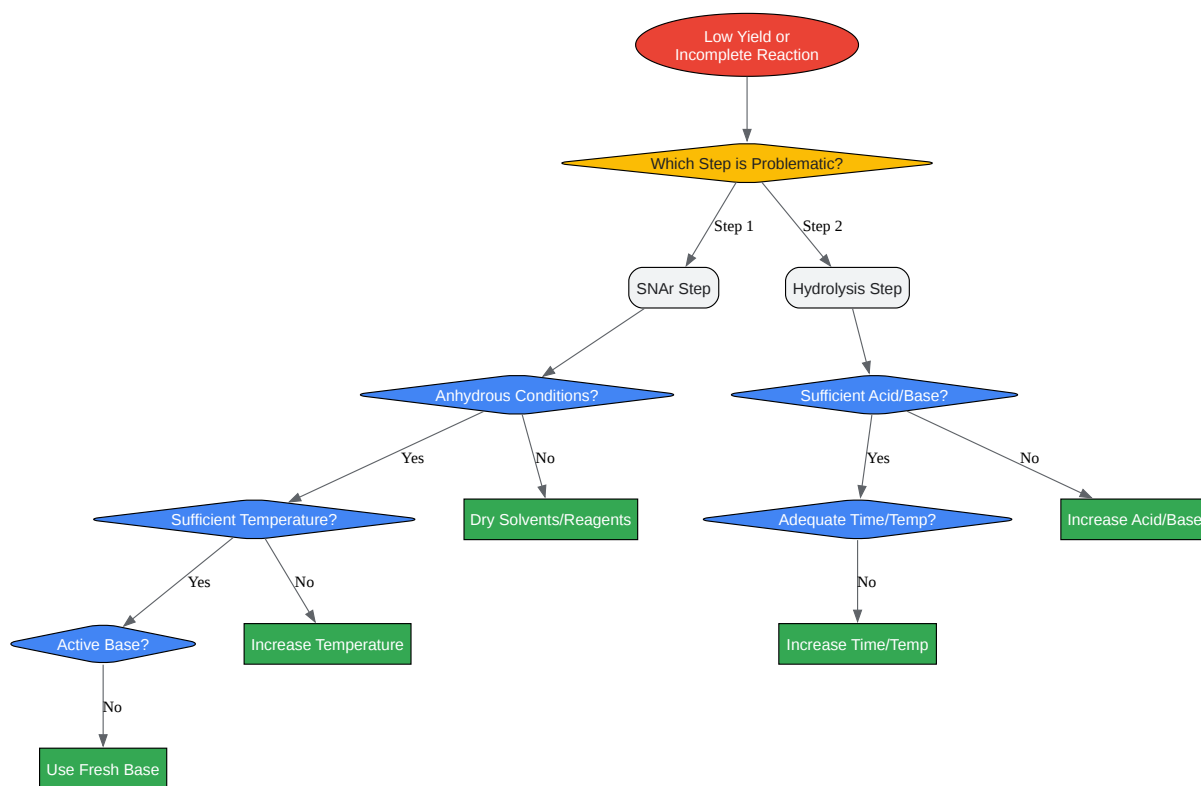 Low Yield or
Incomplete Reaction
Which Step is Problematic?
Step 1
Step 2
SNAr Step
Hydrolysis Step
Anhydrous Conditions?
Sufficient Acid/Base?
Yes
No
Yes
No
Sufficient Temperature?
Dry Solvents/Reagents
Adequate Time/Temp?
Increase Acid/Base
Yes
No
No
Active Base?
Increase Temperature
Increase Time/Temp
No
Use Fresh Base